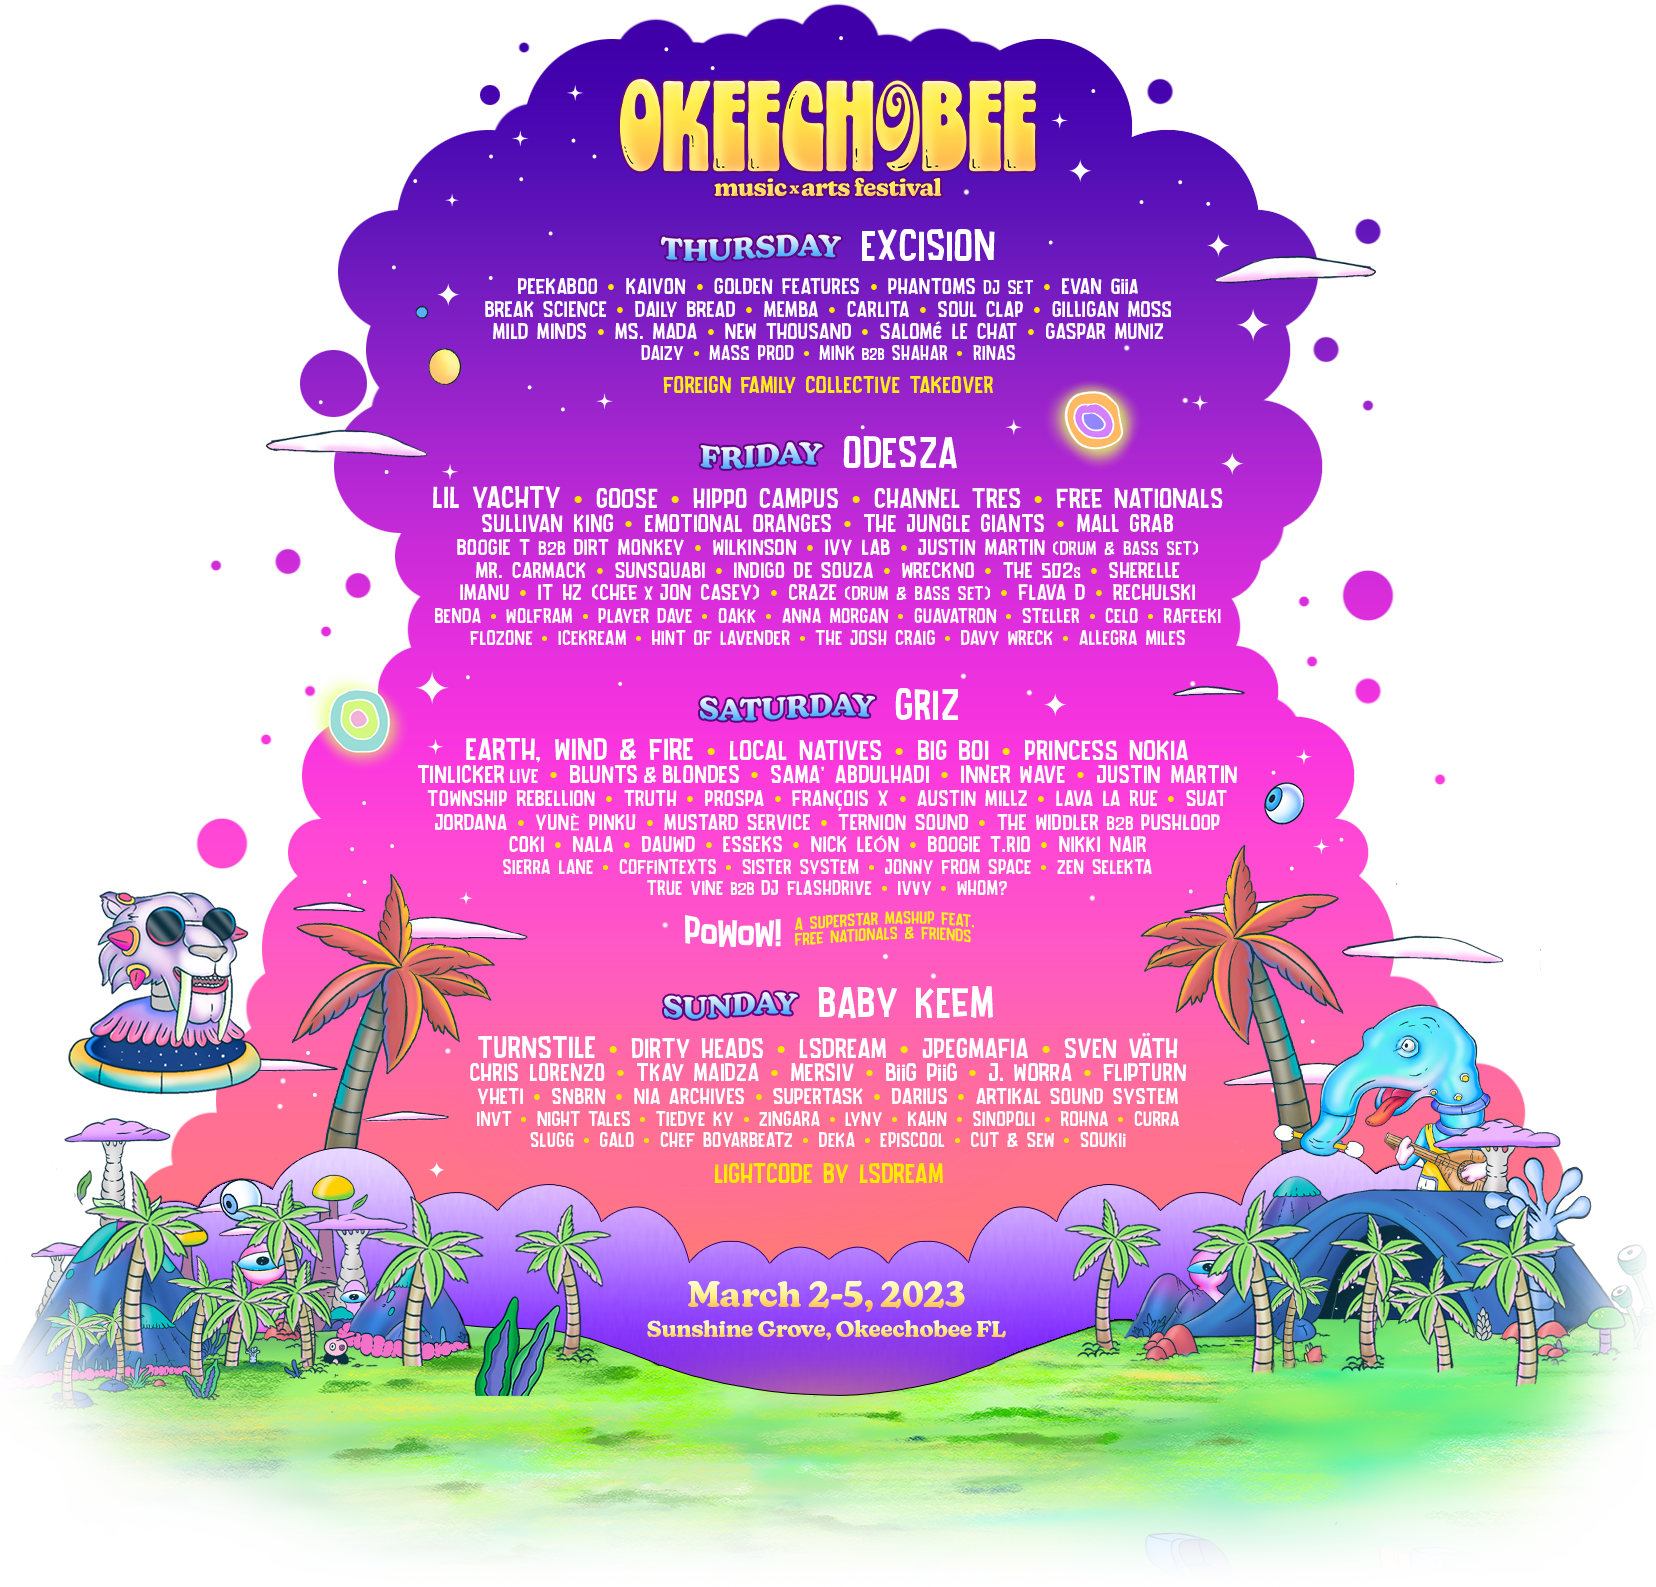 OKEECHOBEE
music x arts festival
THURSDAY EXCISION
PEEKABOO • KAIVON • GOLDEN FEATURES • PHANTOMS DJ SET • EVAN GiiA
BREAK SCIENCE • DAILY BREAD • MEMBA • CARLITA • SOUL CLAP • GILLIGAN MOSS
MILD MINDS • MS. MADA • NEW THOUSAND • SALOMé LE CHAT • GASPAR MUNIZ
DAIZY • MASS PROD • MINK B2B SHAHAR • RINAS
FOREIGN FAMILY COLLECTIVE TAKEOVER
FRIDAY ODESZA
LIL YACHTY • GOOSE • HIPPO CAMPUS • CHANNEL TRES • FREE NATIONALS
SULLIVAN KING • EMOTIONAL ORANGES • THE JUNGLE GIANTS • MALL GRAB
BOOGIE T B2B DIRT MONKEY • WILKINSON • IVY LAB • JUSTIN MARTIN (DRUM & BASS SET)
MR. CARMACK • SUNSQUABI • INDIGO DE SOUZA • WRECKNO • THE 502s • SHERELLE
IMANU • IT HZ (CHEE X JON CASEY) • CRAZE (DRUM & BASS SET) • FLAVA D • RECHULSKI
BENDA • WOLFRAM • PLAYER DAVE • OAKK • ANNA MORGAN • GUAVATRON • STELLER • CELO • RAFEEKI
FLOZONE • ICEKREAM • HINT OF LAVENDER • THE JOSH CRAIG • DAVY WRECK • ALLEGRA MILES
SATURDAY GRIZ
EARTH, WIND & FIRE • LOCAL NATIVES • BIG BOI • PRINCESS NOKIA
TINLICKER LIVE • BLUNTS & BLONDES • SAMA' ABDULHADI • INNER WAVE • JUSTIN MARTIN
TOWNSHIP REBELLION • TRUTH • PROSPA • FRANÇOIS X • AUSTIN MILLZ • LAVA LA RUE • SUAT
JORDANA • YUNÈ PINKU • MUSTARD SERVICE • TERNION SOUND • THE WIDDLER B2B PUSHLOOP
COKI • NALA • DAUWD • ESSEKS • NICK LEÓN • BOOGIE T.RIO • NIKKI NAIR
SIERRA LANE • COFFINTEXTS • SISTER SYSTEM • JONNY FROM SPACE • ZEN SELEKTA
TRUE VINE B2B DJ FLASHDRIVE • IVVY • WHOM?
PoWoW! A SUPERSTAR MASHUP FEAT.
FREE NATIONALS & FRIENDS
SUNDAY BABY KEEM
TURNSTILE • DIRTY HEADS • LSDREAM • JPEGMAFIA • SVEN VÄTH
CHRIS LORENZO • TKAY MAIDZA • MERSIV • BiiG PiiG • J. WORRA • FLIPTURN
YHETI • SNBRN • NIA ARCHIVES • SUPERTASK • DARIUS • ARTIKAL SOUND SYSTEM
INVT • NIGHT TALES • TIEDYE KY • ZINGARA • LYNY • KAHN • SINOPOLI • ROHNA • CURRA
SLUGG • GALO • CHEF BOYARBEATZ • DEKA • EPISCOOL • CUT & SEW • SOUKii
LIGHTCODE BY LSDREAM
March 2-5, 2023
Sunshine Grove, Okeechobee FL